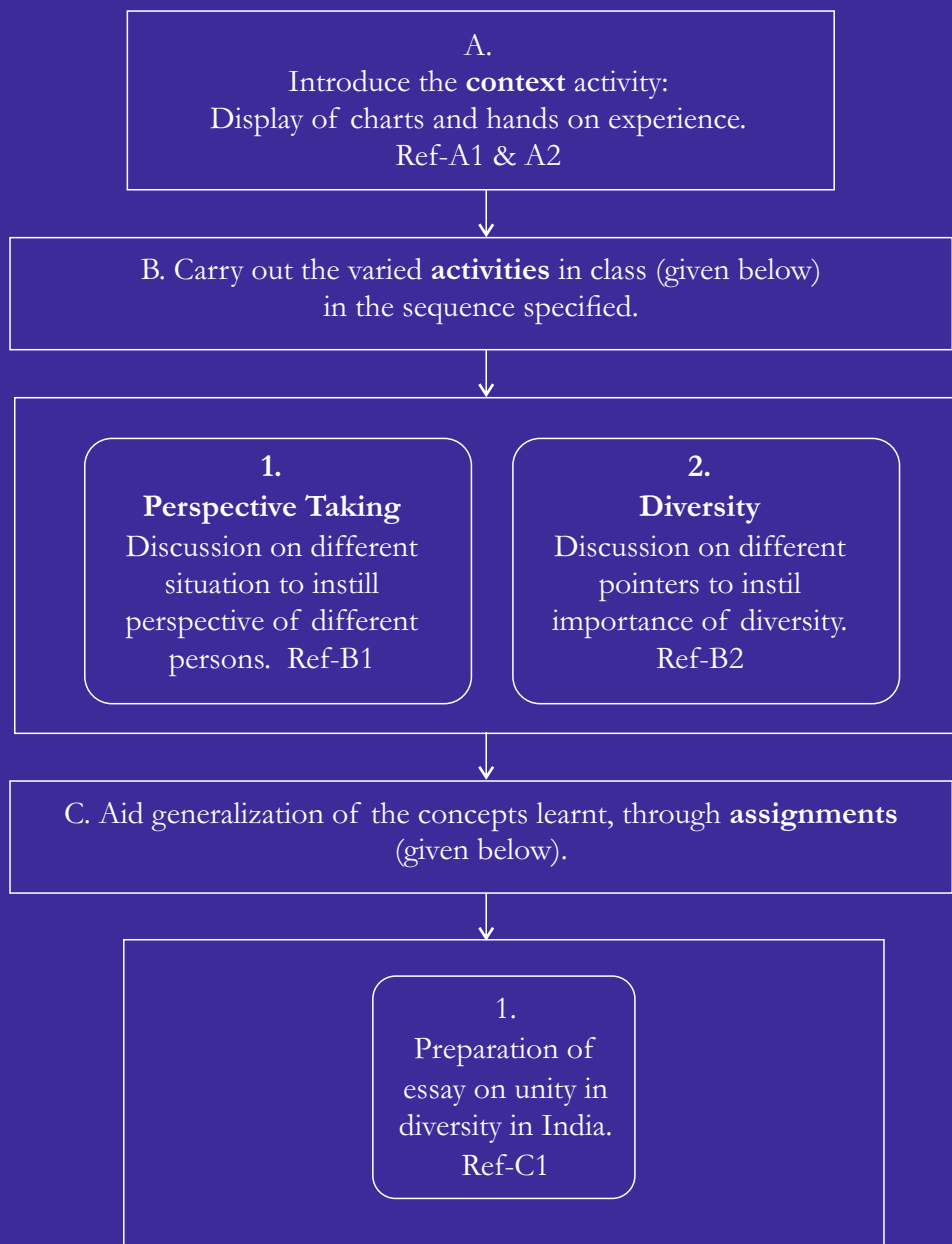 A.
Introduce the context activity:
Display of charts and hands on experience.
Ref-A1 & A2
B. Carry out the varied activities in class (given below)
in the sequence specified.
1.
Perspective Taking
Discussion on different
situation to instill
perspective of different
persons. Ref-B1
2.
Diversity
Discussion on different
pointers to instil
importance of diversity.
Ref-B2
C. Aid generalization of the concepts learnt, through assignments
(given below).
1.
Preparation of
essay on unity in
diversity in India.
Ref-C1